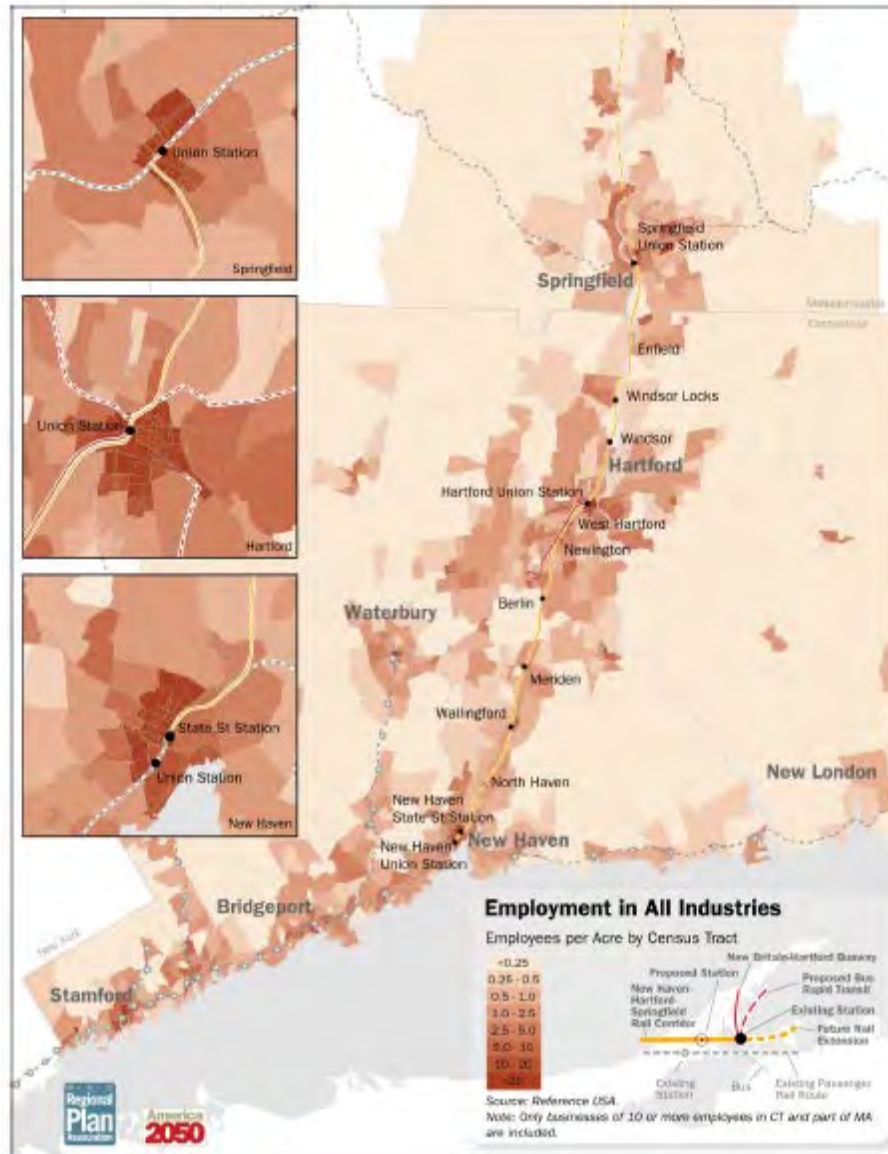 Union Station
Springfield
Union Station
Hartford
State St Station
Union Station
New Haven
Springfield
Union Station
Springfield
Massachusetts
Connecticut
Enfield
Windsor Locks
Windsor
Hartford
Hartford Union Station
West Hartford
Newington
Berlin
Waterbury
Meriden
Wallingford
North Haven
New London
New Haven
State St Station
New Haven
New Haven
Union Station
Bridgeport
New York
Stamford
Employment in All Industries
Employees per Acre by Census Tract
<0.25
0.25 - 0.5
0.5 - 1.0
1.0 - 2.5
2.5 - 5.0
5.0 - 10
10 - 20
>20
New Britain-Hartford Busway
Proposed Station
Proposed Bus
Rapid Transit
New Haven-
Hartford-
Springfield
Rail Corridor
Existing Station
Future Rail
Extension
Existing
Station
Bus
Existing Passenger
Rail Route
Source: Reference USA.
Note: Only businesses of 10 or more employees in CT and part of MA
are included.
Regional
Plan
Association
America
2050